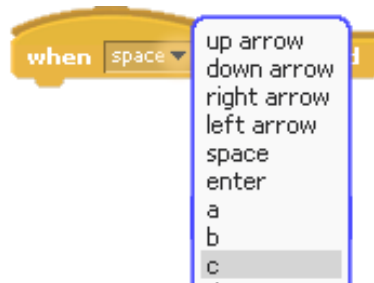 when space
up arrow
down arrow
right arrow
left arrow
space
enter
a
b
c